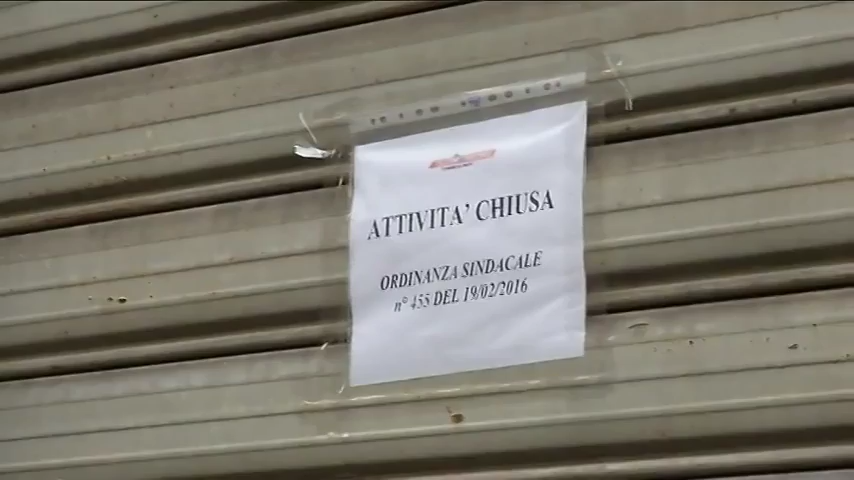 ATTIVITA' CHIUSA
ORDINANZA SINDACALE
n° 455 DEL 19/02/2016